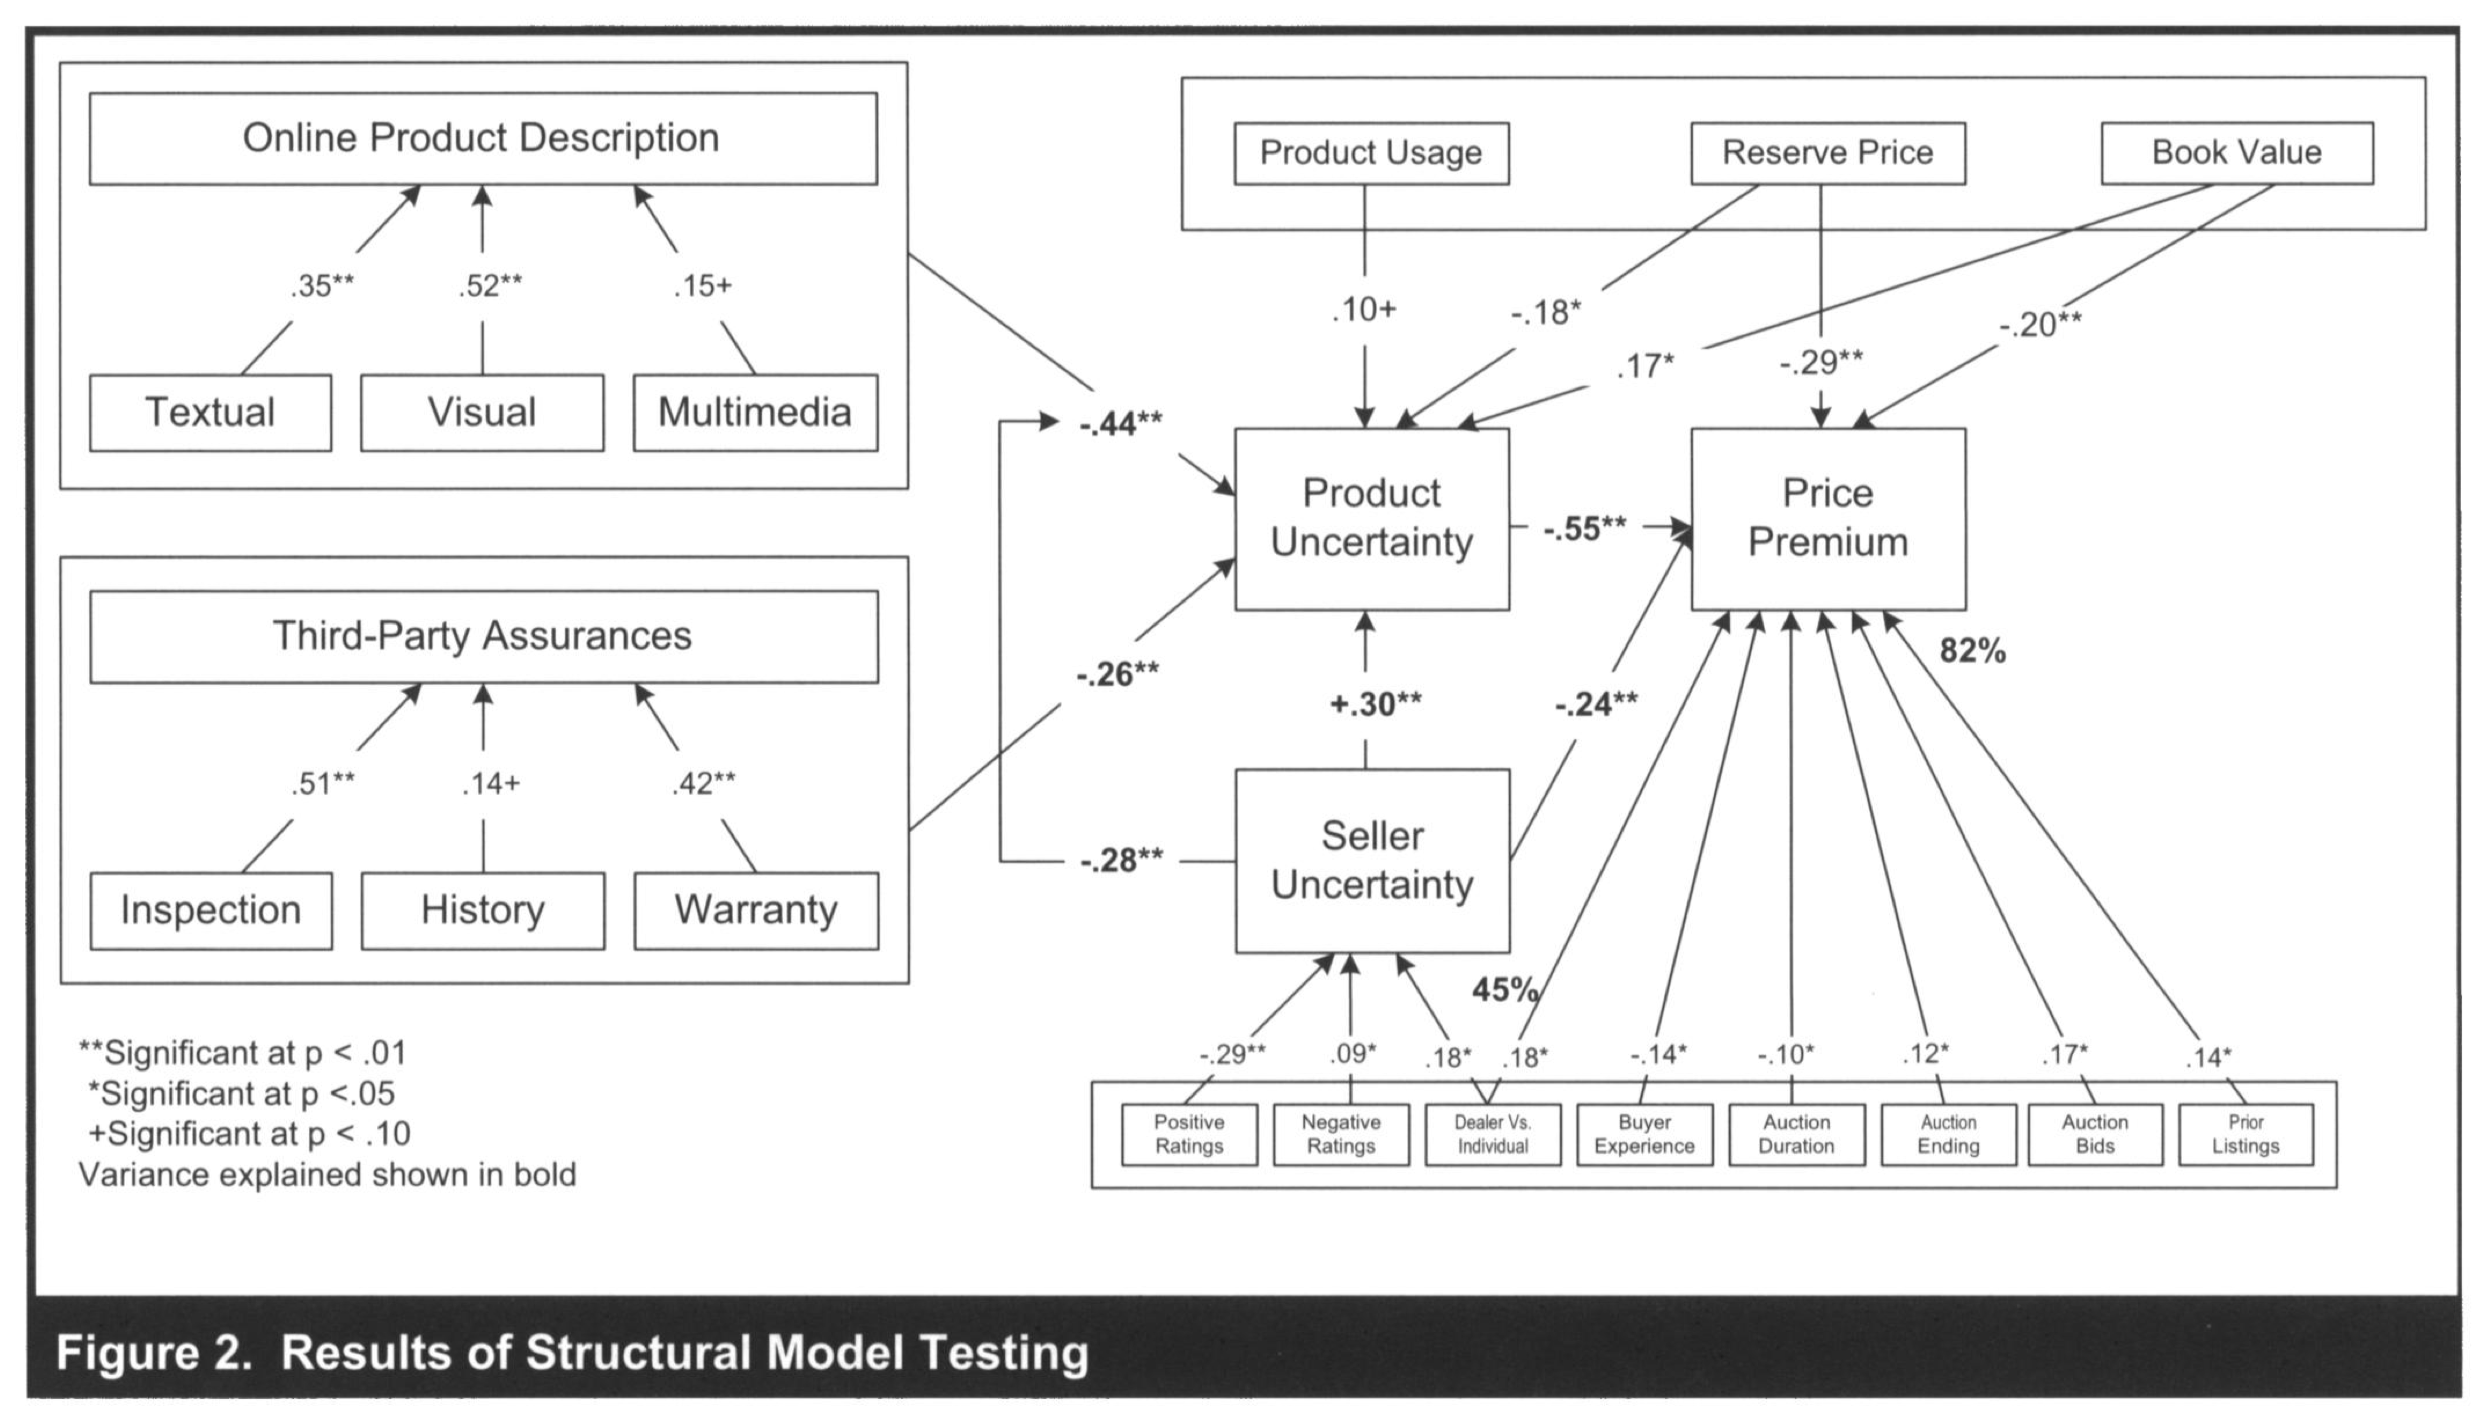 Online Product Description
.35**
.52**
.15+
Textual
Visual
Multimedia
Third-Party Assurances
.51**
.14+
.42**
Inspection
History
Warranty
**Significant at p < .01
*Significant at p <.05
+Significant at p < .10
Variance explained shown in bold
Product Usage
Reserve Price
Book Value
.10+
-.18*
.17*
-.29**
-.20**
-.44**
Product
Uncertainty
-.55**
Price
Premium
82%
-.26**
+.30**
-.24**
-.28**
Seller
Uncertainty
45%
-.29**
.09*
.18*
.18*
-.14*
-.10*
.12*
.17*
.14*
Positive
Ratings
Negative
Ratings
Dealer Vs.
Individual
Buyer
Experience
Auction
Duration
Auction
Ending
Auction
Bids
Prior
Listings
Figure 2. Results of Structural Model Testing